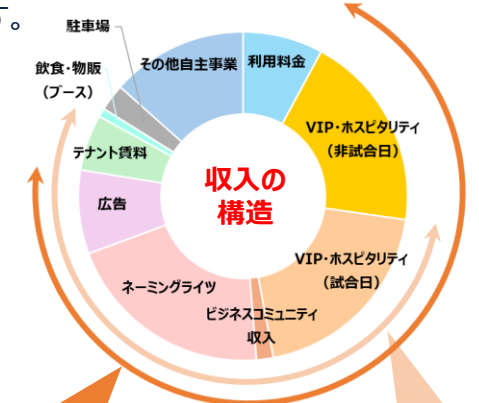 す。
駐車場
飲食・物販
（ブース）
テナント賃料
広告
ネーミングライツ
その他自主事業
利用料金
VIP・ホスピタリティ
（非試合日）
VIP・ホスピタリティ
（試合日）
ビジネスコミュニティ
収入
収入の
構造